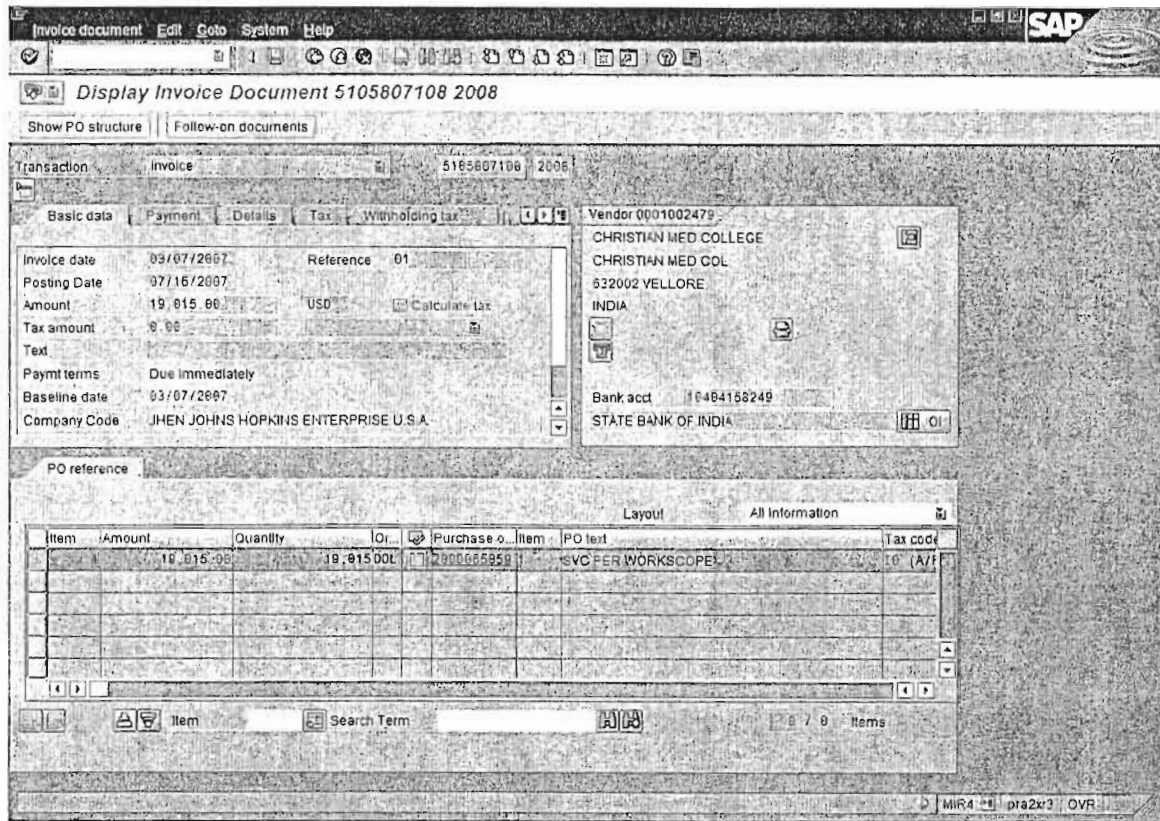 Invoice document Edit Goto System Help
SAP
Display Invoice Document 5105807108 2008
Show PO structure Follow-on documents
Transaction Invoice 5105807108 2008
Basic data Payment Details Tax Withholding tax
Invoice date 03/07/2007 Reference 01
Posting Date 07/16/2007
Amount 19,015.00 USD Calculate tax
Tax amount 0.00
Text
Paymt terms Due immediately
Baseline date 03/07/2007
Company Code JHEN JOHNS HOPKINS ENTERPRISE U.S.A.
Vendor 0001002479
CHRISTIAN MED COLLEGE
CHRISTIAN MED COL
632002 VELLORE
INDIA
Bank acct 10404158249
STATE BANK OF INDIA OI
PO reference
Layout All Information
Item Amount Quantity Or... Purchase o... Item PO text Tax code
19,015.00 19,015 DOL 1 SVC PER WORKSCOPE
Item Search Term Items
MIR4 pra2xr3 OVR